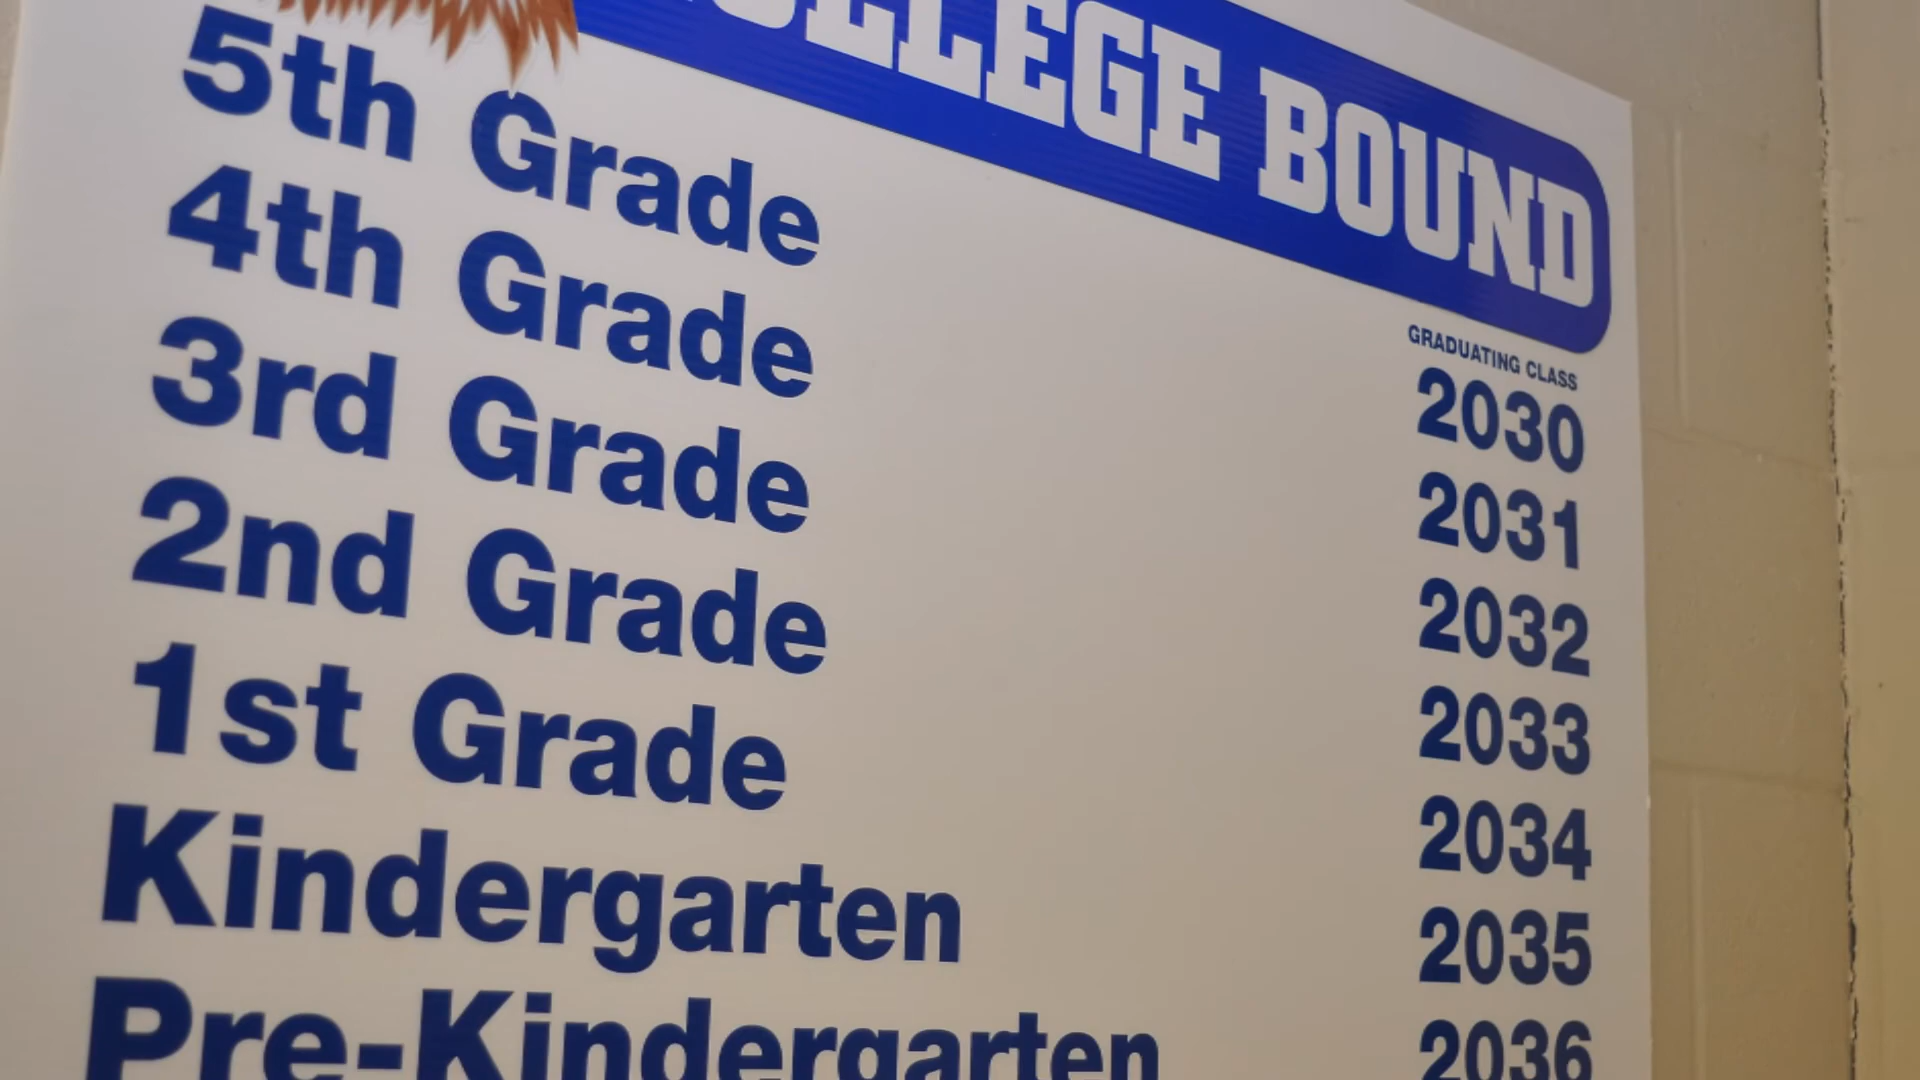 COLLEGE BOUND
GRADUATING CLASS
5th Grade 2030
4th Grade 2031
3rd Grade 2032
2nd Grade 2033
1st Grade 2034
Kindergarten 2035
Pre-Kindergarten 2036